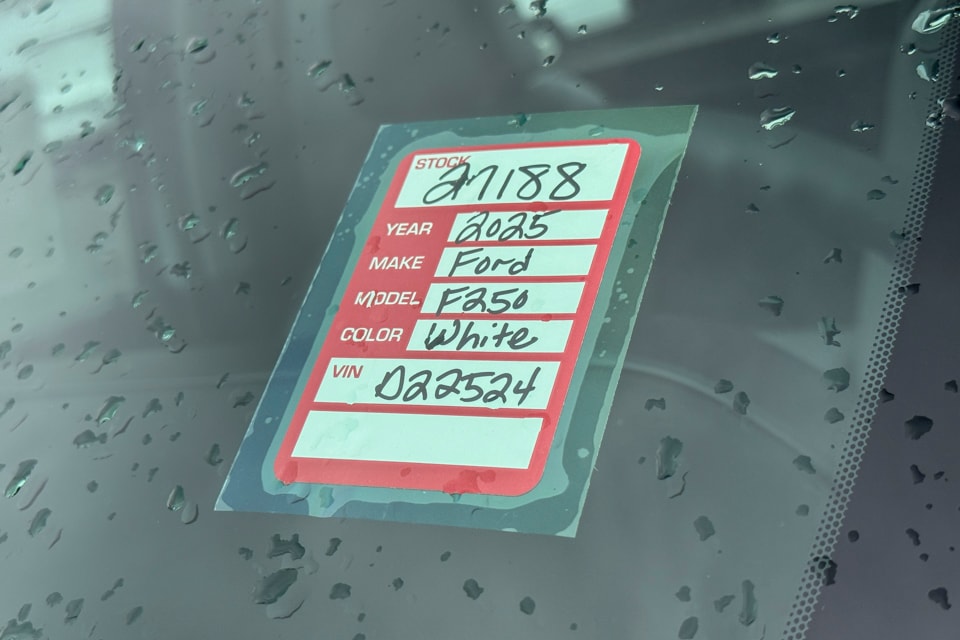 STOCK 27188
YEAR 2025
MAKE Ford
MODEL F250
COLOR White
VIN D22524